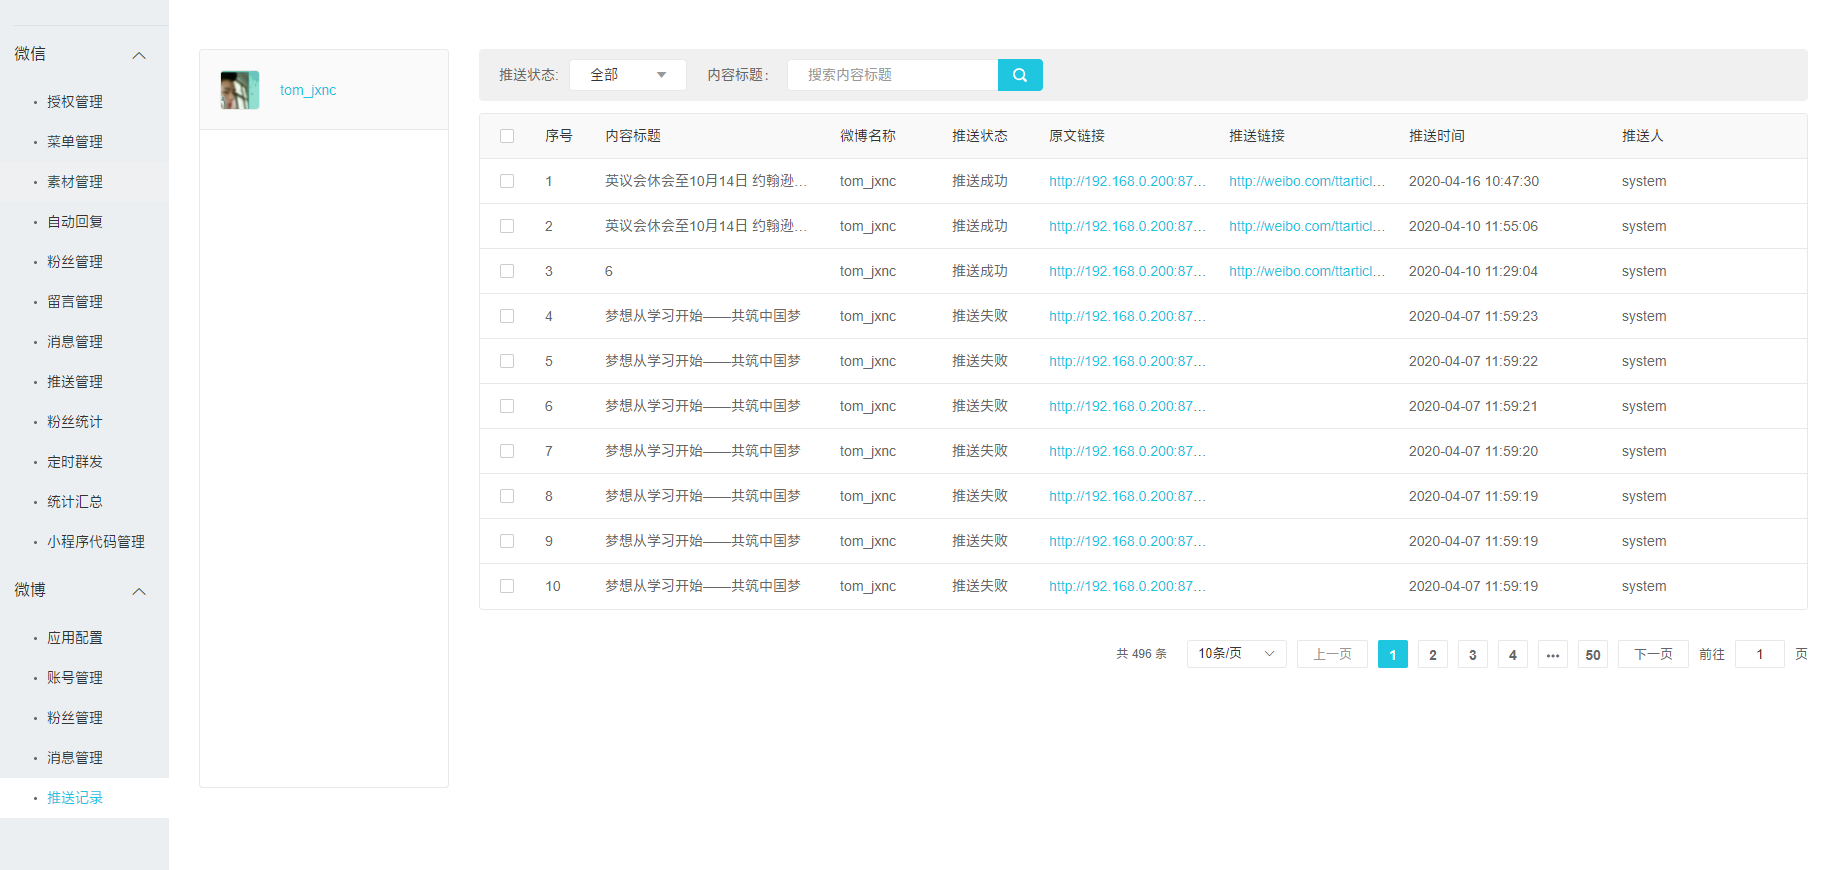 微信
授权管理
菜单管理
素材管理
自动回复
粉丝管理
留言管理
消息管理
推送管理
粉丝统计
定时群发
统计汇总
小程序代码管理
微博
应用配置
账号管理
粉丝管理
消息管理
推送记录
tom_jxnc
推送状态: 全部 内容标题: 搜索内容标题
序号 内容标题 微博名称 推送状态 原文链接 推送链接 推送时间 推送人
1 英议会休会至10月14日 约翰逊... tom_jxnc 推送成功 http://192.168.0.200:87... http://weibo.com/ttarticl... 2020-04-16 10:47:30 system
2 英议会休会至10月14日 约翰逊... tom_jxnc 推送成功 http://192.168.0.200:87... http://weibo.com/ttarticl... 2020-04-10 11:55:06 system
3 6 tom_jxnc 推送成功 http://192.168.0.200:87... http://weibo.com/ttarticl... 2020-04-10 11:29:04 system
4 梦想从学习开始——共筑中国梦 tom_jxnc 推送失败 http://192.168.0.200:87... 2020-04-07 11:59:23 system
5 梦想从学习开始——共筑中国梦 tom_jxnc 推送失败 http://192.168.0.200:87... 2020-04-07 11:59:22 system
6 梦想从学习开始——共筑中国梦 tom_jxnc 推送失败 http://192.168.0.200:87... 2020-04-07 11:59:21 system
7 梦想从学习开始——共筑中国梦 tom_jxnc 推送失败 http://192.168.0.200:87... 2020-04-07 11:59:20 system
8 梦想从学习开始——共筑中国梦 tom_jxnc 推送失败 http://192.168.0.200:87... 2020-04-07 11:59:19 system
9 梦想从学习开始——共筑中国梦 tom_jxnc 推送失败 http://192.168.0.200:87... 2020-04-07 11:59:19 system
10 梦想从学习开始——共筑中国梦 tom_jxnc 推送失败 http://192.168.0.200:87... 2020-04-07 11:59:19 system
共 496 条 10条/页 上一页 1 2 3 4 ••• 50 下一页 前往 1 页